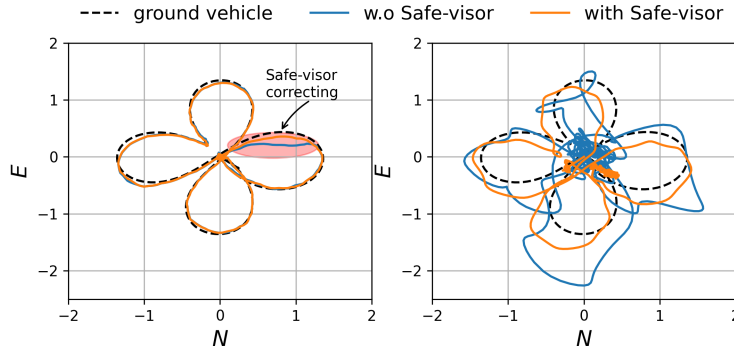 ground vehicle w.o Safe-visor with Safe-visor
Safe-visor
correcting
E
2
1
0
−1
−2
−2 −1 0 1 2
N
E
2
1
0
−1
−2
−2 −1 0 1 2
N